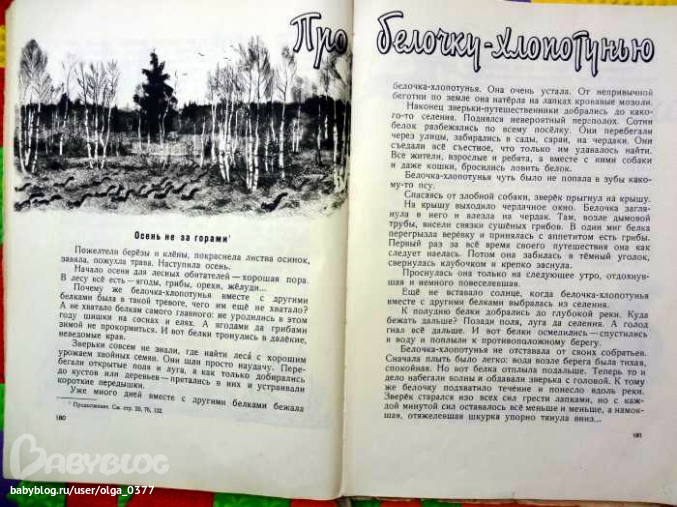 Про белочку-хлопотунью
Осень не за горами¹
Пожелтели берёзы и клёны, покраснела листва осинок,
завяла, пожухла трава. Наступила осень.
Начало осени для лесных обитателей — хорошая пора.
В лесу всё есть — ягоды, грибы, орехи, жёлуди...
Почему же белочка-хлопотунья вместе с другими
белками была в такой тревоге, чего им ещё не хватало?
А не хватало белкам самого главного: не уродились в этом
году шишки на соснах и елях. А ягодами да грибами
зимой не прокормиться. И вот белки тронулись в далёкие,
неведомые края.
Зверьки совсем не знали, где найти леса́ с хорошим
урожаем хвойных семян. Они шли просто наудачу. Пере-
бегали открытые поля и луга, а как только добирались
до кустов или деревьев — прятались в них и устраивали
короткие передышки.
Уже много дней вместе с другими белками бежала
¹ Продолжение. См. стр. 30, 76, 132.
180
белочка-хлопотунья. Она очень устала. От непривычной
беготни по земле она натёрла на лапках кровавые мозоли.
Наконец зверьки-путешественники добрались до како-
го-то селения. Поднялся невероятный переполох. Сотни
белок разбежались по всему посёлку. Они перебегали
через улицы, забирались в сады, сараи, на чердаки. Они
съедали всё съестное, что только им удавалось найти.
Все жители, взрослые и ребята, а вместе с ними собаки
и даже кошки, бросились ловить белок.
Белочка-хлопотунья чуть было не попала в зубы како-
му-то псу.
Спасаясь от злобной собаки, зверёк прыгнул на крышу.
На крышу выходило чердачное окно. Белочка загля-
нула в него и влезла на чердак. Там, возле дымовой
трубы, висели связки сушёных грибов. В один миг белка
перегрызла верёвку и принялась с аппетитом есть грибы.
Первый раз за всё время своего путешествия она как
следует наелась. Потом она забилась в тёмный уголок,
свернулась клубочком и крепко заснула.
Проснулась она только на следующее утро, отдохнув-
шая и немного повеселевшая.
Ещё не вставало солнце, когда белочка-хлопотунья
вместе с другими белками выбралась из селения.
К полудню белки добрались до глубокой реки. Куда
бежать дальше? Позади поля, луга да селения. А голод
гнал всё дальше. И вот белки осмелились — спустились
в воду и поплыли к противоположному берегу.
Белочка-хлопотунья не отставала от своих собратьев.
Сначала плыть было легко: вода возле берега была тихая,
спокойная. Но вот белка отплыла подальше. Теперь то и
дело набегали волны и обдавали зверька с головой. К тому
же белочку подхватило течение и понесло вдоль реки.
Зверёк старался изо всех сил грести лапками, но с каж-
дой минутой сил оставалось всё меньше и меньше, а намок-
шая, отяжелевшая шкурка упорно тянула вниз...
181
BABYBLOG
babyblog.ru/user/olga_0377